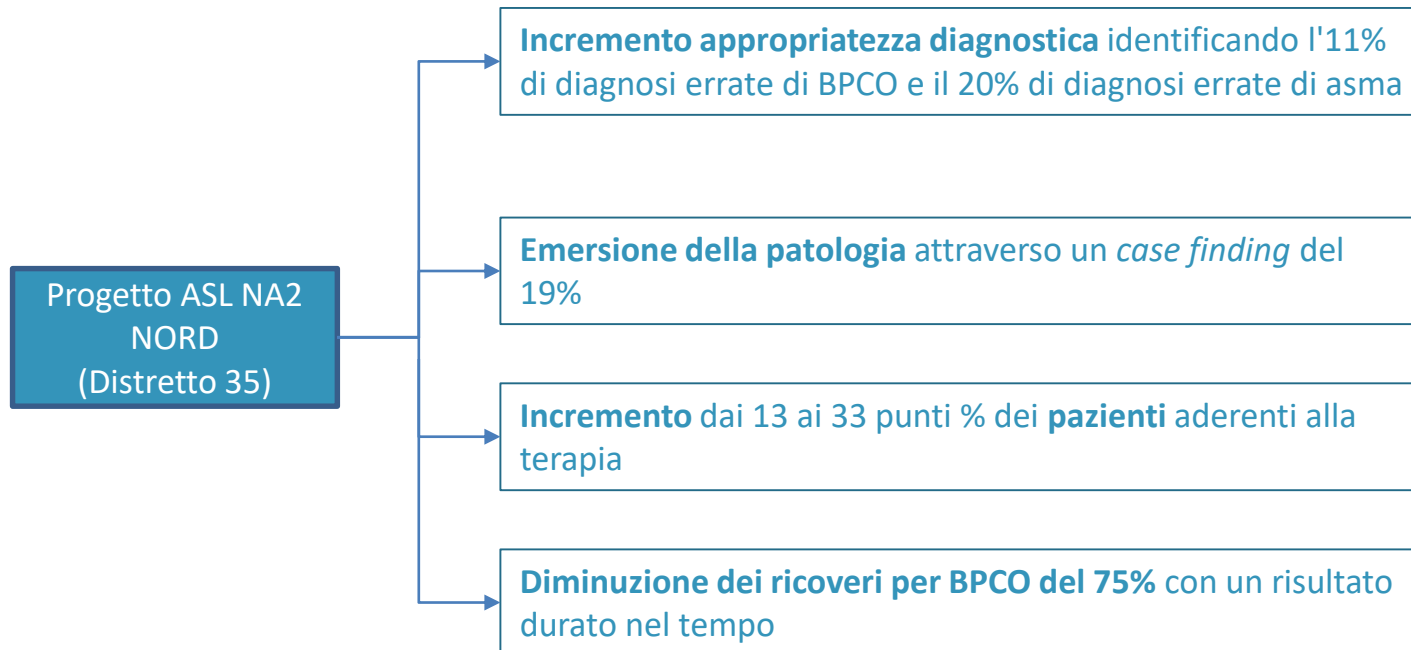 Incremento appropriatezza diagnostica identificando l'11%
di diagnosi errate di BPCO e il 20% di diagnosi errate di asma
Emersione della patologia attraverso un case finding del
19%
Progetto ASL NA2
NORD
(Distretto 35)
Incremento dai 13 ai 33 punti % dei pazienti aderenti alla
terapia
Diminuzione dei ricoveri per BPCO del 75% con un risultato
durato nel tempo